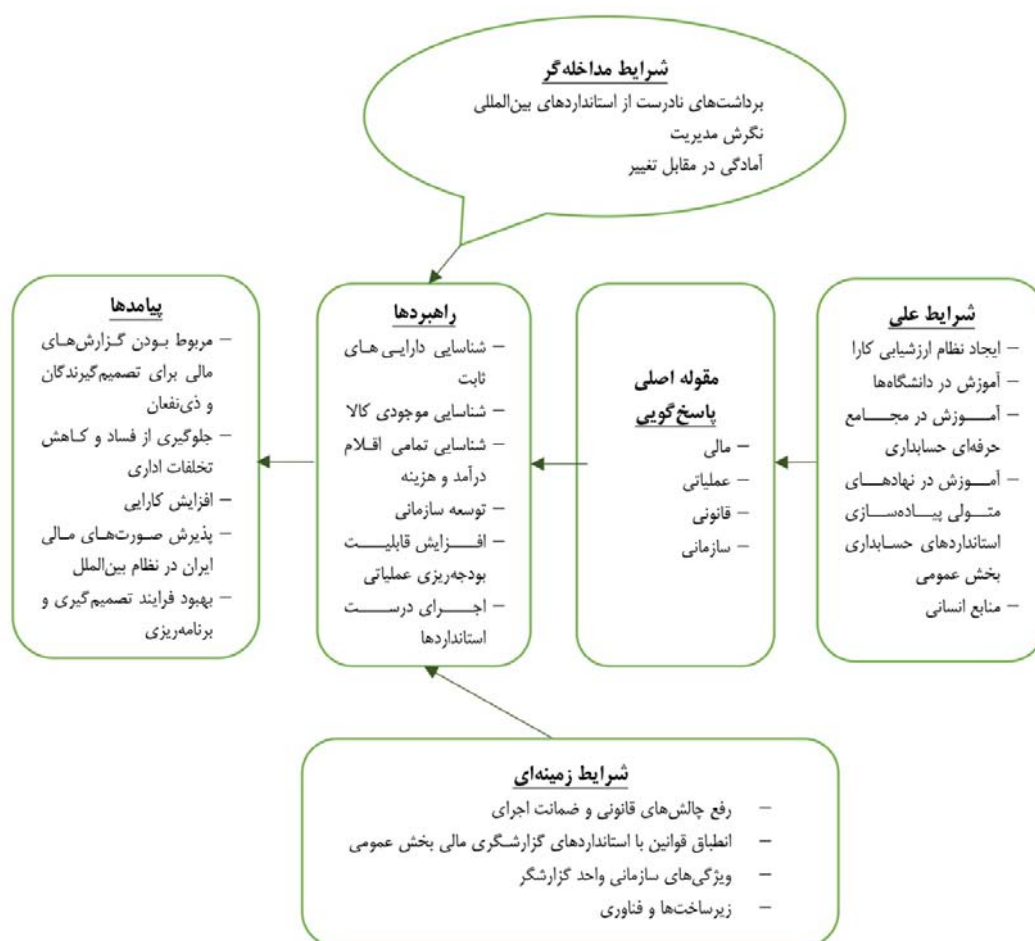 شرایط مداخله‌گر
برداشت‌های نادرست از استانداردهای بین‌المللی
نگرش مدیریت
آمادگی در مقابل تغییر
شرایط علی
– ایجاد نظام ارزشیابی کارا
– آموزش در دانشگاه‌ها
– آموزش در مجامع
حرفه‌ای حسابداری
– آموزش در نهادهای
متولی پیاده‌سازی
استانداردهای حسابداری
بخش عمومی
– منابع انسانی
مقوله اصلی
پاسخ‌گویی
– مالی
– عملیاتی
– قانونی
– سازمانی
راهبردها
– شناسایی دارایی های
ثابت
– شناسایی موجودی کالا
– شناسایی تمامی اقلام
درآمد و هزینه
– توسعه سازمانی
– افزایش قابلیت
بودجه‌ریزی عملیاتی
– اجرای درست
استانداردها
پیامدها
– مربوط بودن گزارش‌های
مالی برای تصمیم‌گیرندگان
و ذی‌نفعان
– جلوگیری از فساد و کاهش
تخلفات اداری
– افزایش کارایی
– پذیرش صورت‌های مالی
ایران در نظام بین‌الملل
– بهبود فرایند تصمیم‌گیری و
برنامه‌ریزی
شرایط زمینه‌ای
– رفع چالش‌های قانونی و ضمانت اجرای
– انطباق قوانین با استانداردهای گزارشگری مالی بخش عمومی
– ویژگی‌های سازمانی واحد گزارشگر
– زیرساخت‌ها و فناوری